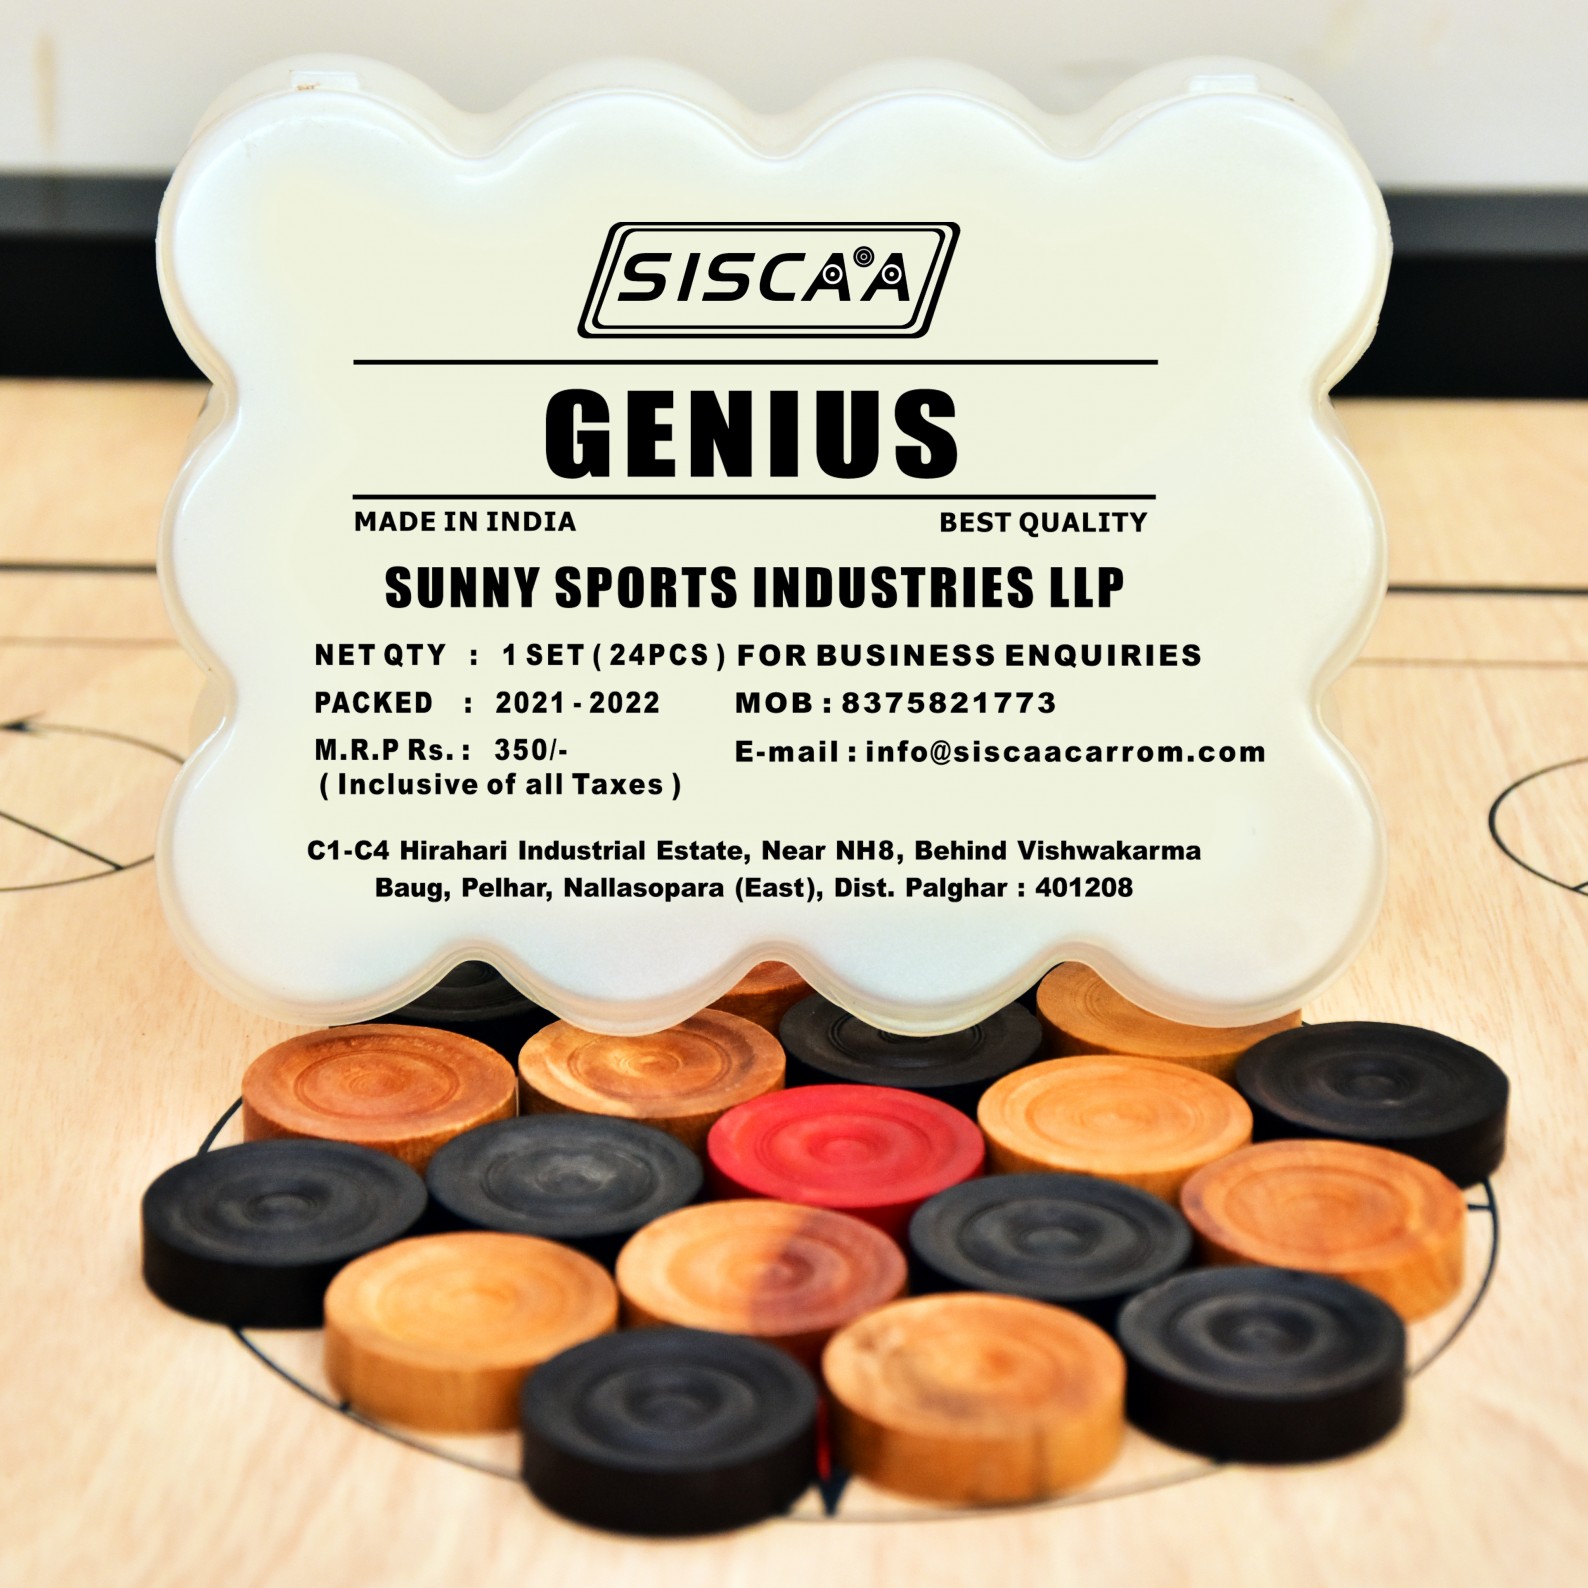 SISCAA
GENIUS
MADE IN INDIA BEST QUALITY
SUNNY SPORTS INDUSTRIES LLP
NET QTY : 1 SET ( 24PCS ) FOR BUSINESS ENQUIRIES
PACKED : 2021 - 2022 MOB : 8375821773
M.R.P Rs. : 350/- E-mail : info@siscaacarrom.com
( Inclusive of all Taxes )
C1-C4 Hirahari Industrial Estate, Near NH8, Behind Vishwakarma
Baug, Pelhar, Nallasopara (East), Dist. Palghar : 401208